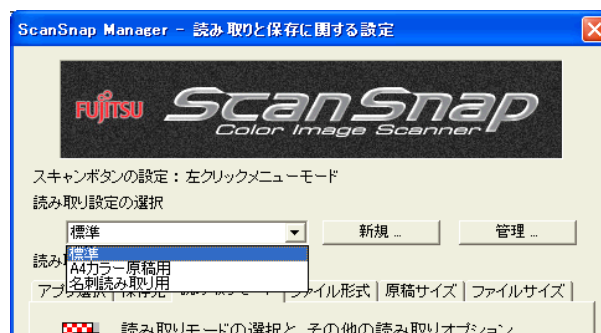 ScanSnap Manager - 読み取りと保存に関する設定
FUJITSU ScanSnap
Color Image Scanner
スキャンボタンの設定：左クリックメニューモード
読み取り設定の選択
標準 新規 ... 管理 ...
標準
読み
A4カラー原稿用
名刺読み取り用
ファイル形式 原稿サイズ ファイルサイズ
読み取りモードの選択と、その他の読み取りオプション